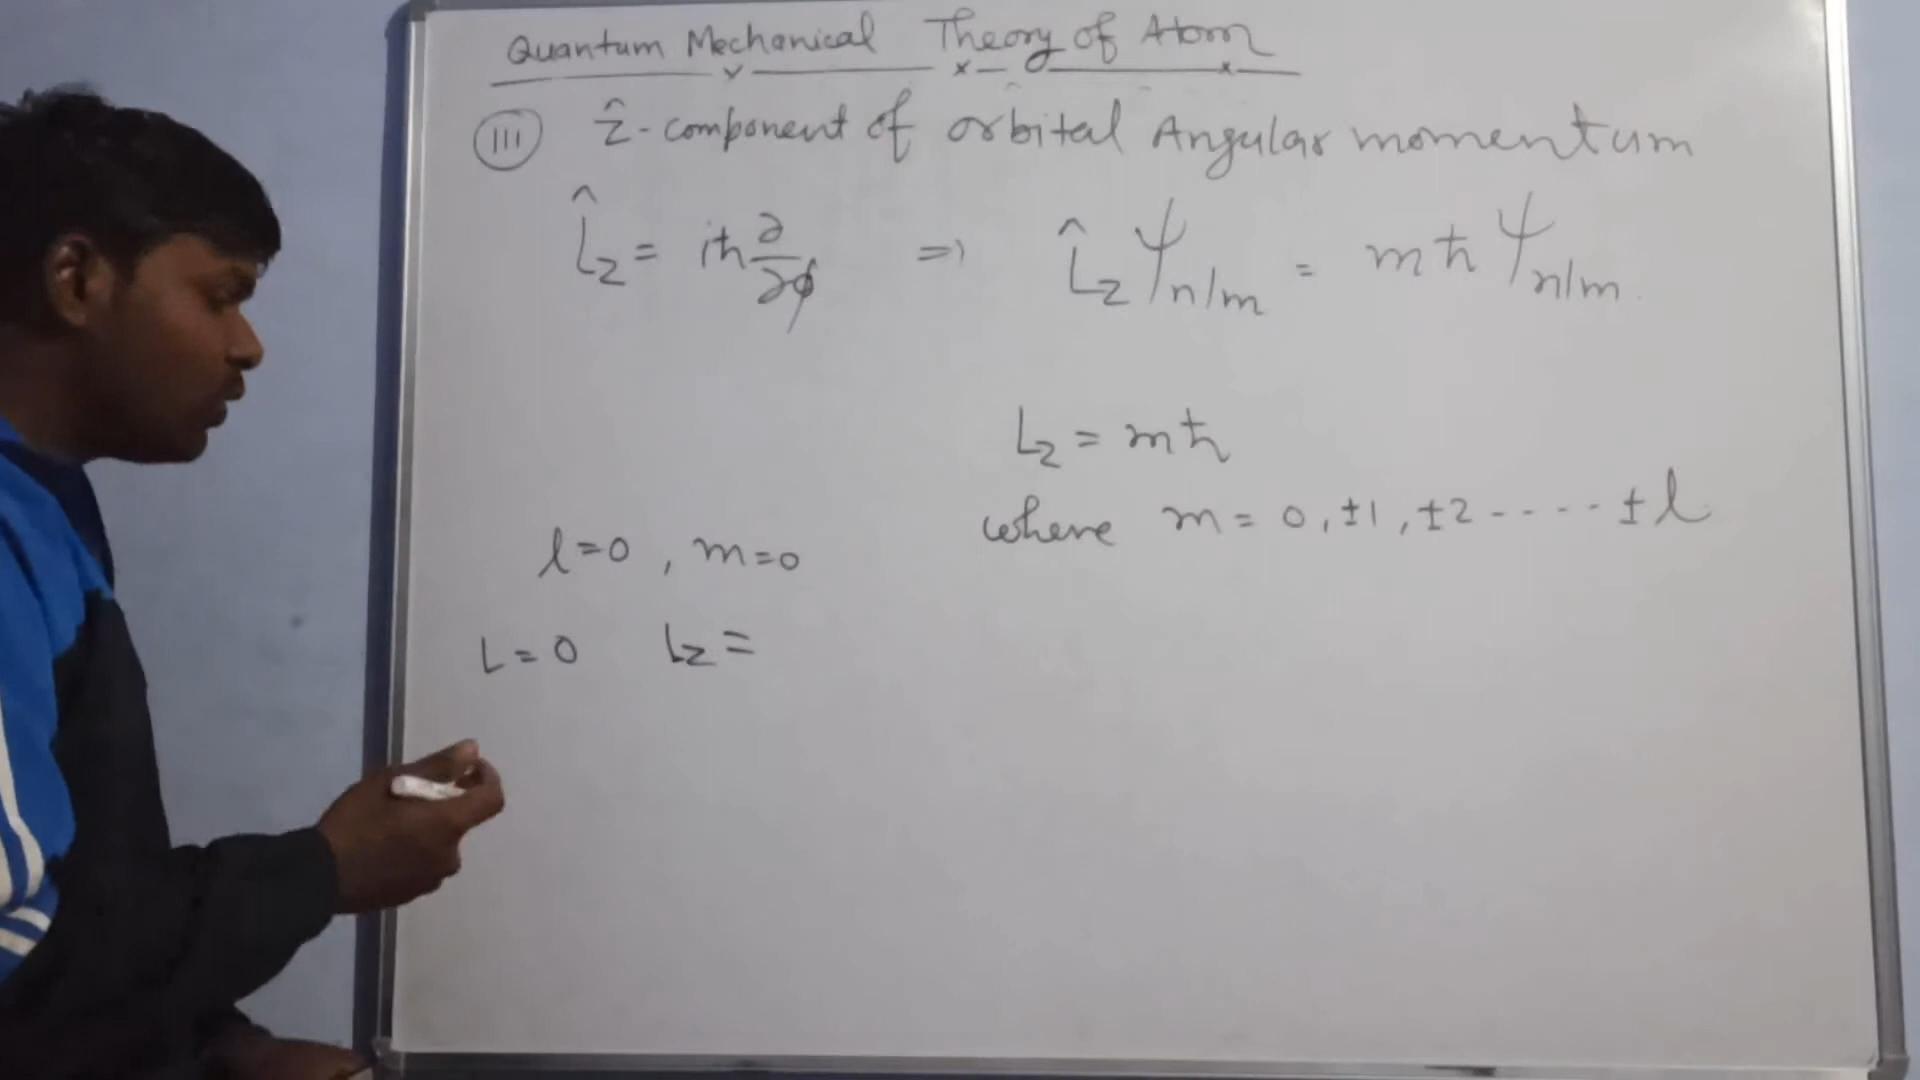 Quantum Mechanical Theory of Atom
III ẑ-component of orbital Angular momentum
L̂z = iħ ∂/∂ϕ ⇒ L̂z ψnlm = mħ ψnlm.
Lz = mħ
where m = 0, ±1, ±2 ----- ±l
l=0, m=0
L=0 Lz=